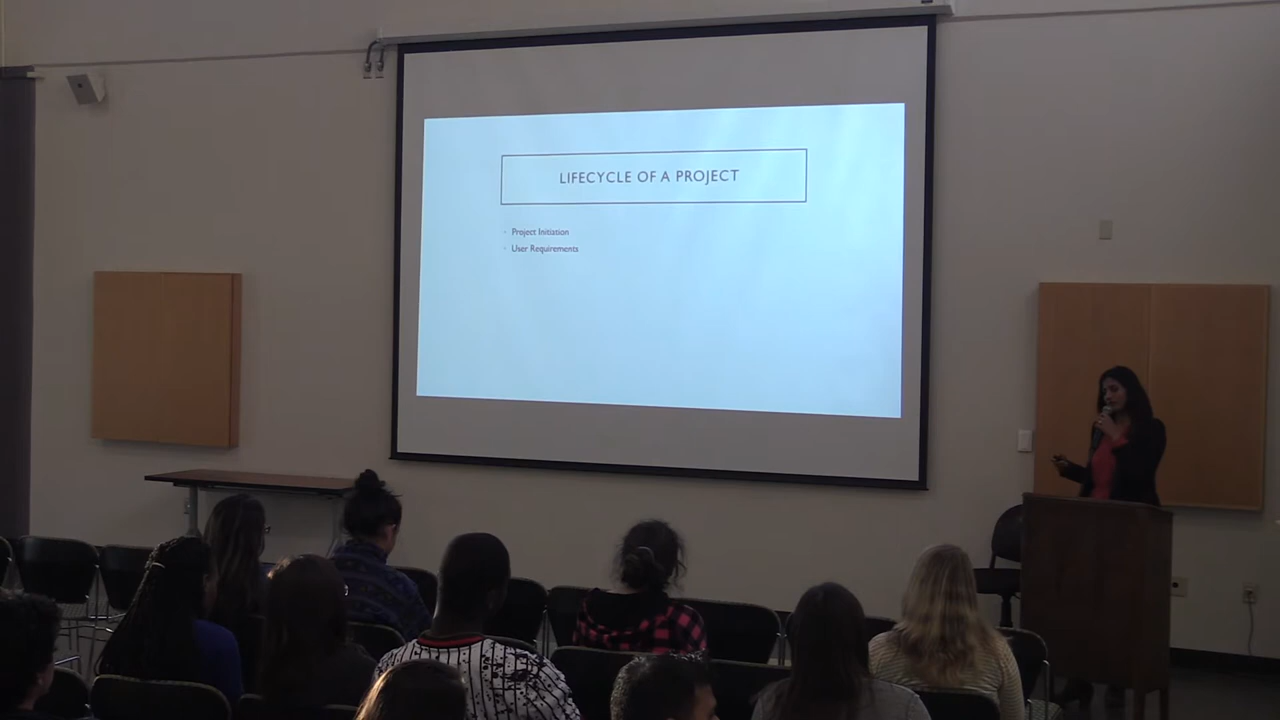 LIFECYCLE OF A PROJECT
Project Initiation
User Requirements